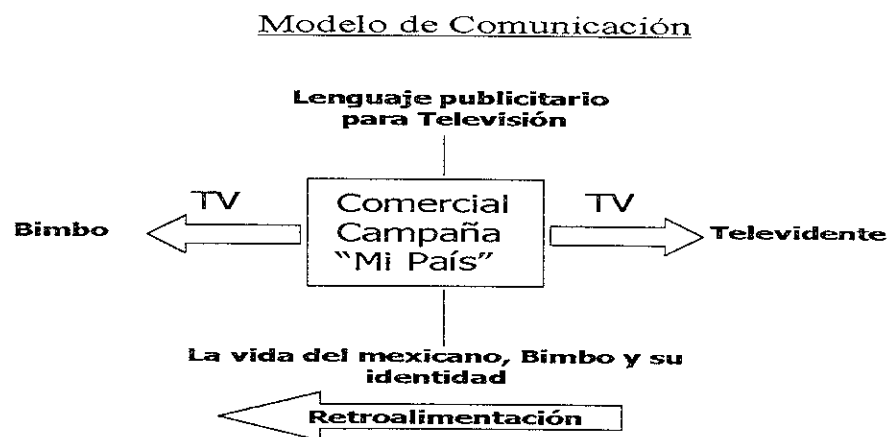 Modelo de Comunicación
Lenguaje publicitario
para Televisión
TV
TV
Bimbo
Comercial
Campaña
"Mi País"
Televidente
La vida del mexicano, Bimbo y su
identidad
Retroalimentación